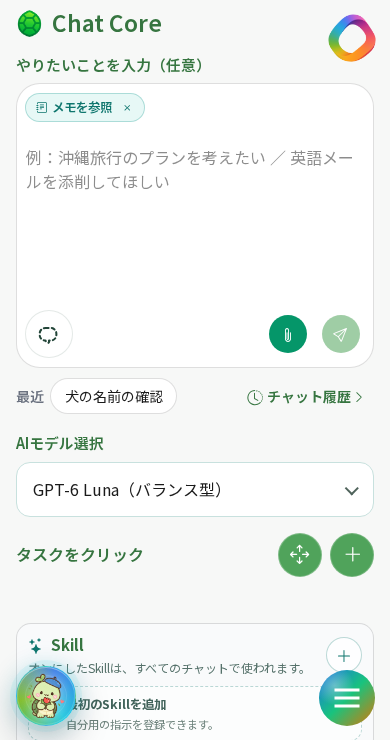 Chat Core
やりたいことを入力（任意）
メモを参照 ×
例：沖縄旅行のプランを考えたい ／ 英語メー
ルを添削してほしい
最近 犬の名前の確認 チャット履歴
AIモデル選択
GPT-6 Luna（バランス型）
タスクをクリック
Skill
にしたSkillは、すべてのチャットで使われます。
初のSkillを追加
自分用の指示を登録できます。